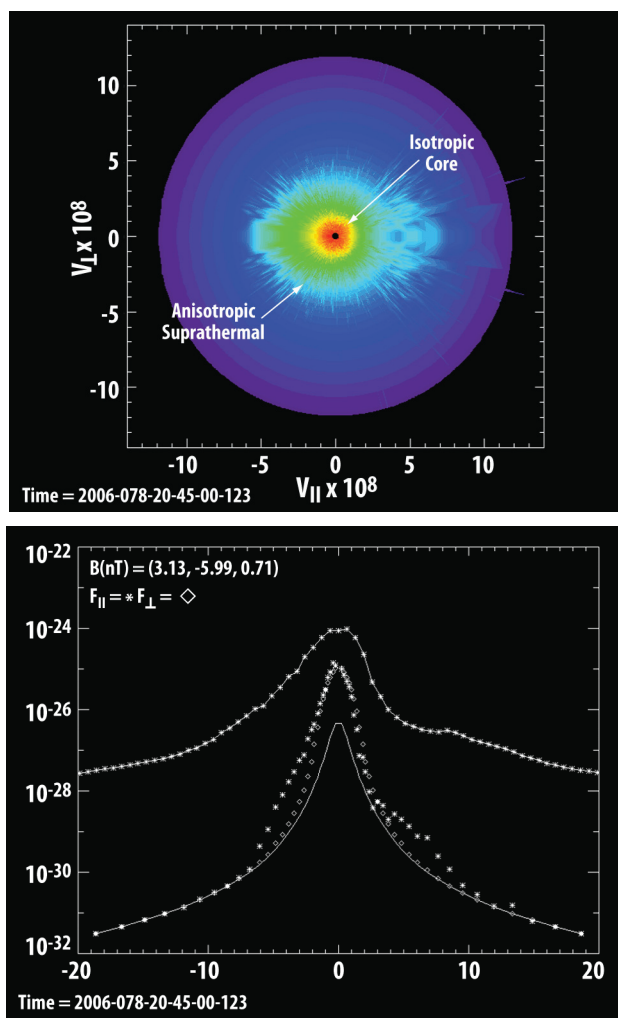 10
5
0
-5
-10
V⊥ x 10⁸
Isotropic
Core
Anisotropic
Suprathermal
-10 -5 0 5 10
Time = 2006-078-20-45-00-123
V|| x 10⁸
10⁻²²
10⁻²⁴
10⁻²⁶
10⁻²⁸
10⁻³⁰
10⁻³²
B(nT) = (3.13, -5.99, 0.71)
F|| = * F⊥ = ◇
-20 -10 0 10 20
Time = 2006-078-20-45-00-123